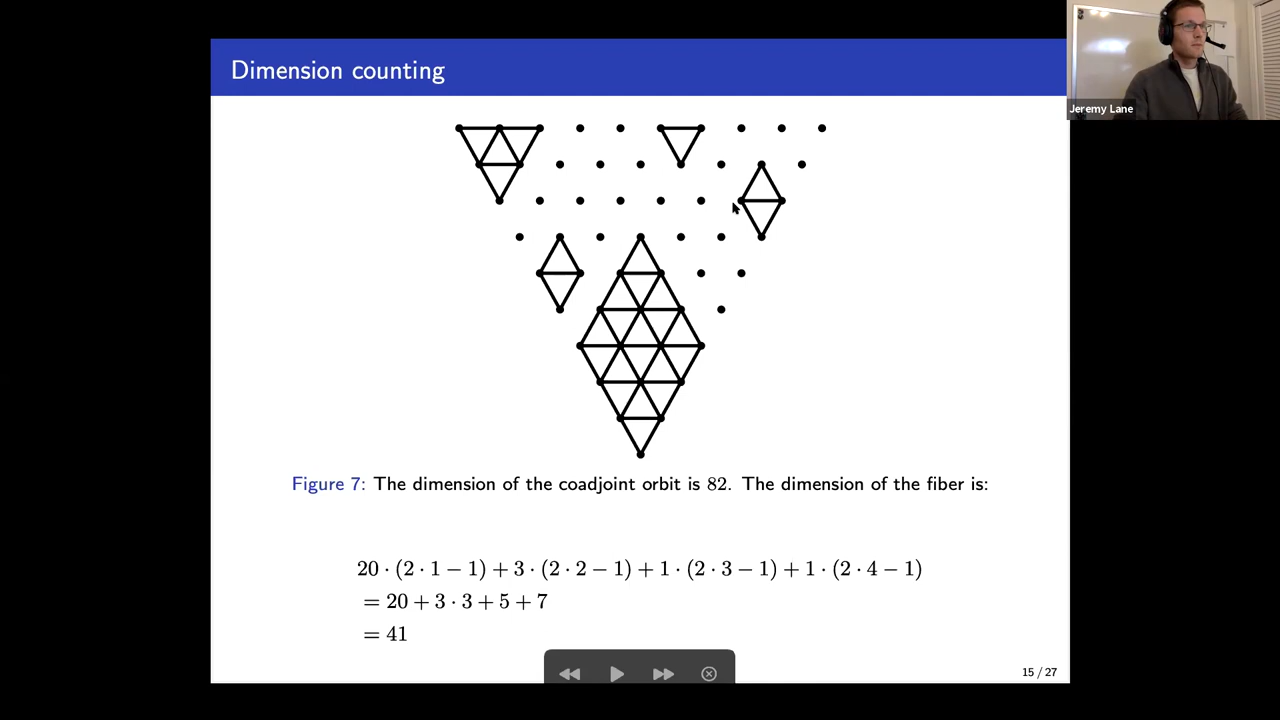 Dimension counting
Jeremy Lane
Figure 7: The dimension of the coadjoint orbit is 82. The dimension of the fiber is:
20 · (2 · 1 − 1) + 3 · (2 · 2 − 1) + 1 · (2 · 3 − 1) + 1 · (2 · 4 − 1)
= 20 + 3 · 3 + 5 + 7
= 41
15 / 27